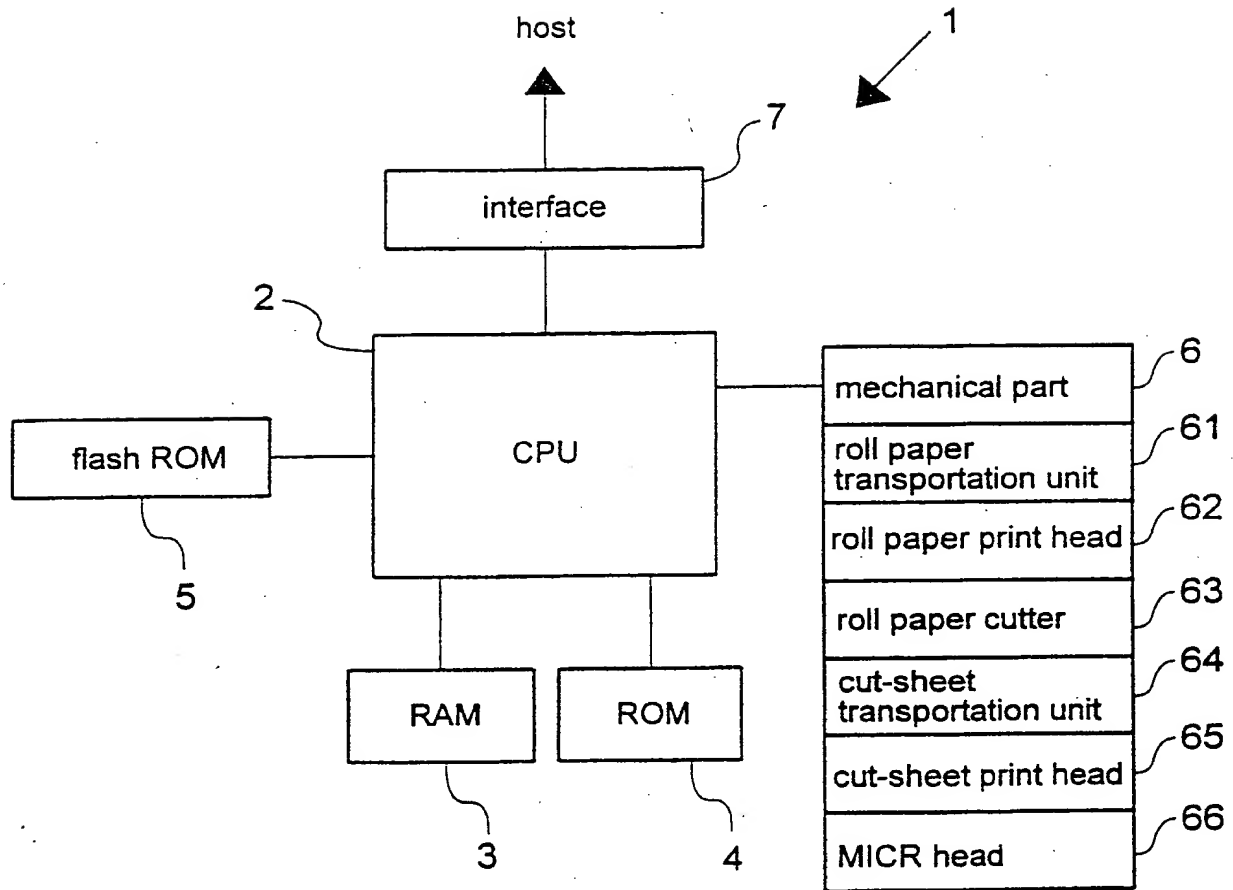 host
1
7
interface
2
CPU
flash ROM
5
RAM
3
ROM
4
mechanical part
6
roll paper
transportation unit
61
roll paper print head
62
roll paper cutter
63
cut-sheet
transportation unit
64
cut-sheet print head
65
MICR head
66